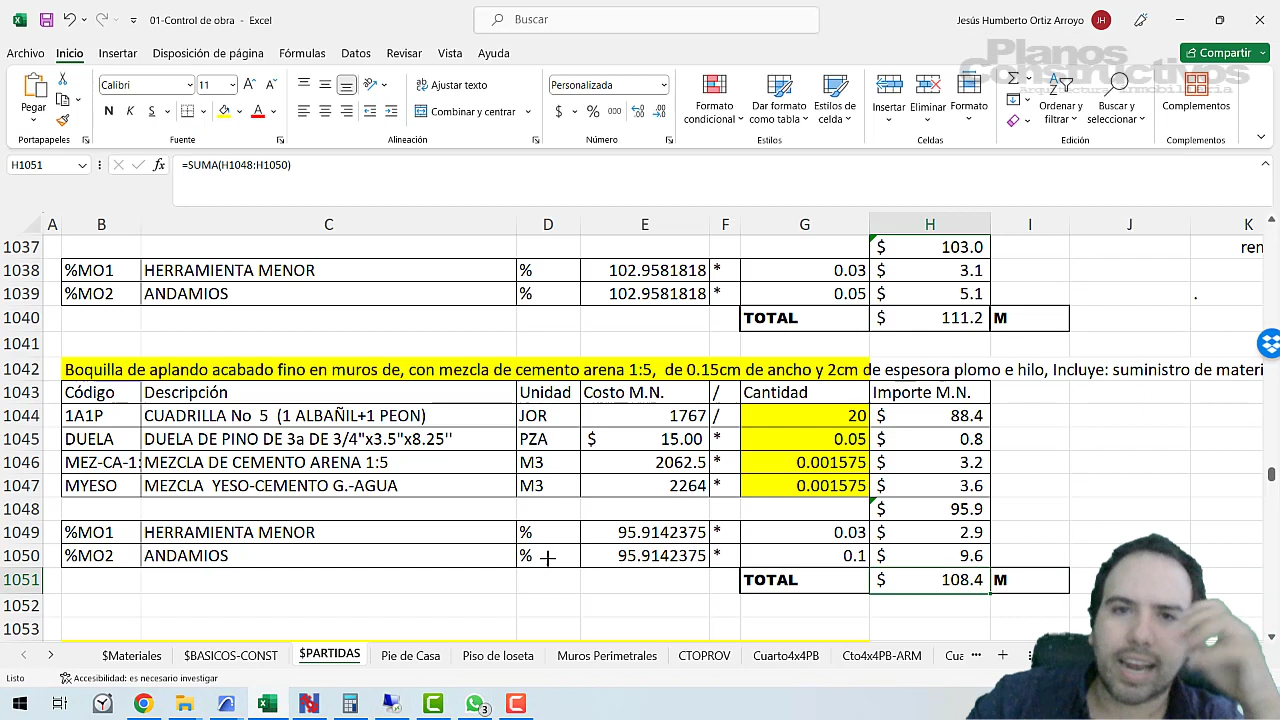 01-Control de obra - Excel
Buscar
Jesús Humberto Ortiz Arroyo
JH
Archivo Inicio Insertar Disposición de página Fórmulas Datos Revisar Vista Ayuda
Compartir
Planos
Constructivos
Pegar
Calibri 11
N K S
Ajustar texto
Combinar y centrar
Personalizada
$ % 000
Formato condicional
Dar formato como tabla
Estilos de celda
Insertar
Eliminar
Formato
Ordenar y filtrar
Buscar y seleccionar
Complementos
Portapapeles Fuente Alineación Número Estilos Celdas Edición Complementos
H1051 fx =SUMA(H1048:H1050)
A B C D E F G H I J K
1037 $ 103.0 ren
1038 %MO1 HERRAMIENTA MENOR % 102.9581818 * 0.03 $ 3.1
1039 %MO2 ANDAMIOS % 102.9581818 * 0.05 $ 5.1 .
1040 TOTAL $ 111.2 M
1041
1042 Boquilla de aplando acabado fino en muros de, con mezcla de cemento arena 1:5, de 0.15cm de ancho y 2cm de espesora plomo e hilo, Incluye: suministro de materi
1043 Código Descripción Unidad Costo M.N. / Cantidad Importe M.N.
1044 1A1P CUADRILLA No 5 (1 ALBAÑIL+1 PEON) JOR 1767 / 20 $ 88.4
1045 DUELA DUELA DE PINO DE 3a DE 3/4"x3.5"x8.25'' PZA $ 15.00 * 0.05 $ 0.8
1046 MEZ-CA-1: MEZCLA DE CEMENTO ARENA 1:5 M3 2062.5 * 0.001575 $ 3.2
1047 MYESO MEZCLA YESO-CEMENTO G.-AGUA M3 2264 * 0.001575 $ 3.6
1048 $ 95.9
1049 %MO1 HERRAMIENTA MENOR % 95.9142375 * 0.03 $ 2.9
1050 %MO2 ANDAMIOS % 95.9142375 * 0.1 $ 9.6
1051 TOTAL $ 108.4 M
1052
1053
$Materiales $BASICOS-CONST $PARTIDAS Pie de Casa Piso de loseta Muros Perimetrales CTOPROV Cuarto4x4PB Cto4x4PB-ARM Cua ...
Listo Accesibilidad: es necesario investigar
3